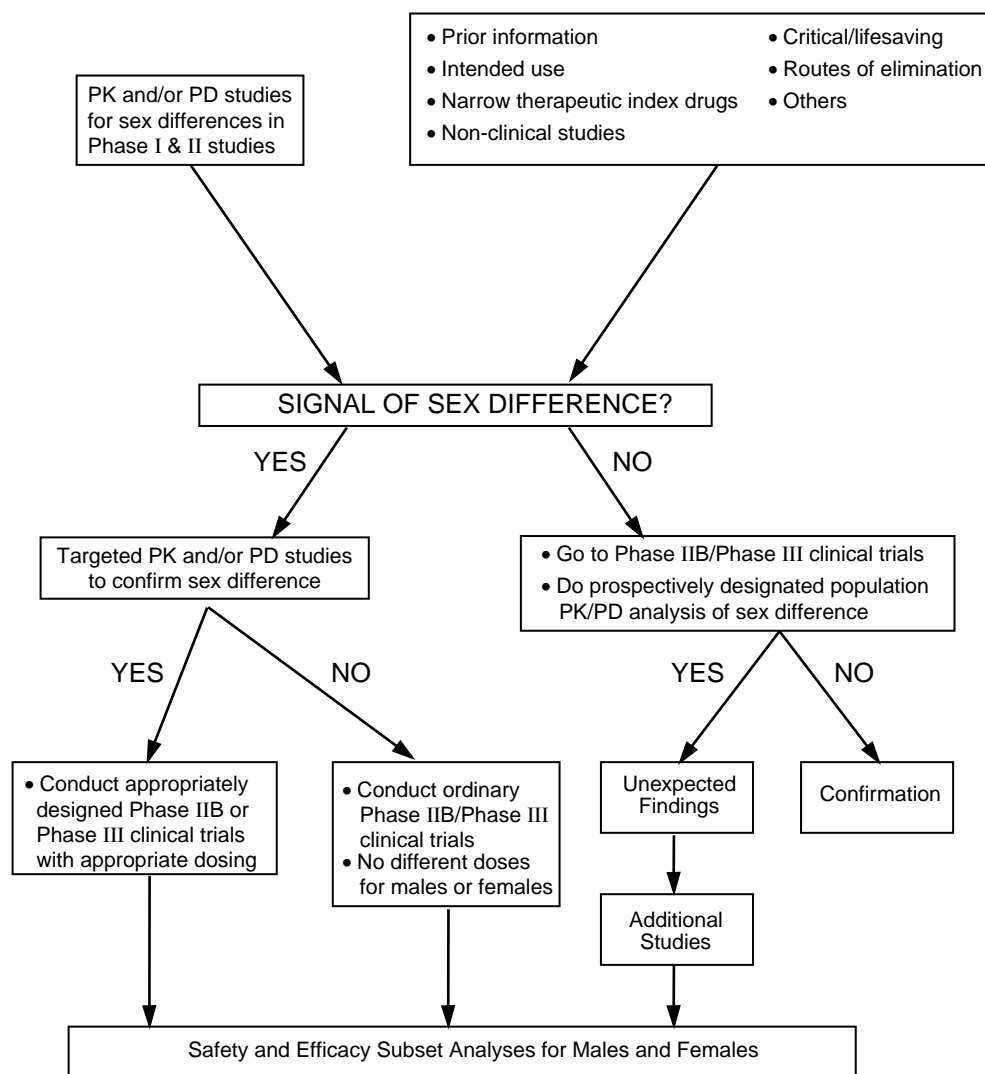 PK and/or PD studies
for sex differences in
Phase I & II studies
• Prior information
• Intended use
• Narrow therapeutic index drugs
• Non-clinical studies
• Critical/lifesaving
• Routes of elimination
• Others
SIGNAL OF SEX DIFFERENCE?
YES
NO
Targeted PK and/or PD studies
to confirm sex difference
• Go to Phase IIB/Phase III clinical trials
• Do prospectively designated population
PK/PD analysis of sex difference
YES
NO
YES
NO
• Conduct appropriately
designed Phase IIB or
Phase III clinical trials
with appropriate dosing
• Conduct ordinary
Phase IIB/Phase III
clinical trials
• No different doses
for males or females
Unexpected
Findings
Confirmation
Additional
Studies
Safety and Efficacy Subset Analyses for Males and Females